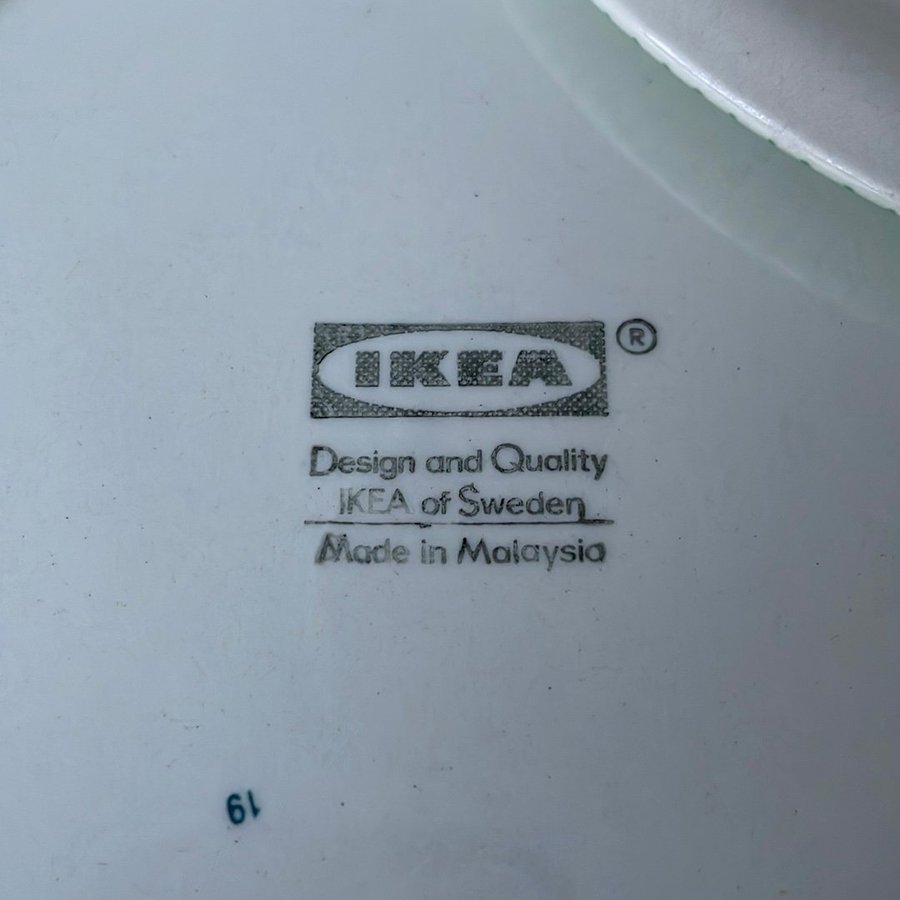 IKEA ®
Design and Quality
IKEA of Sweden
Made in Malaysia
19